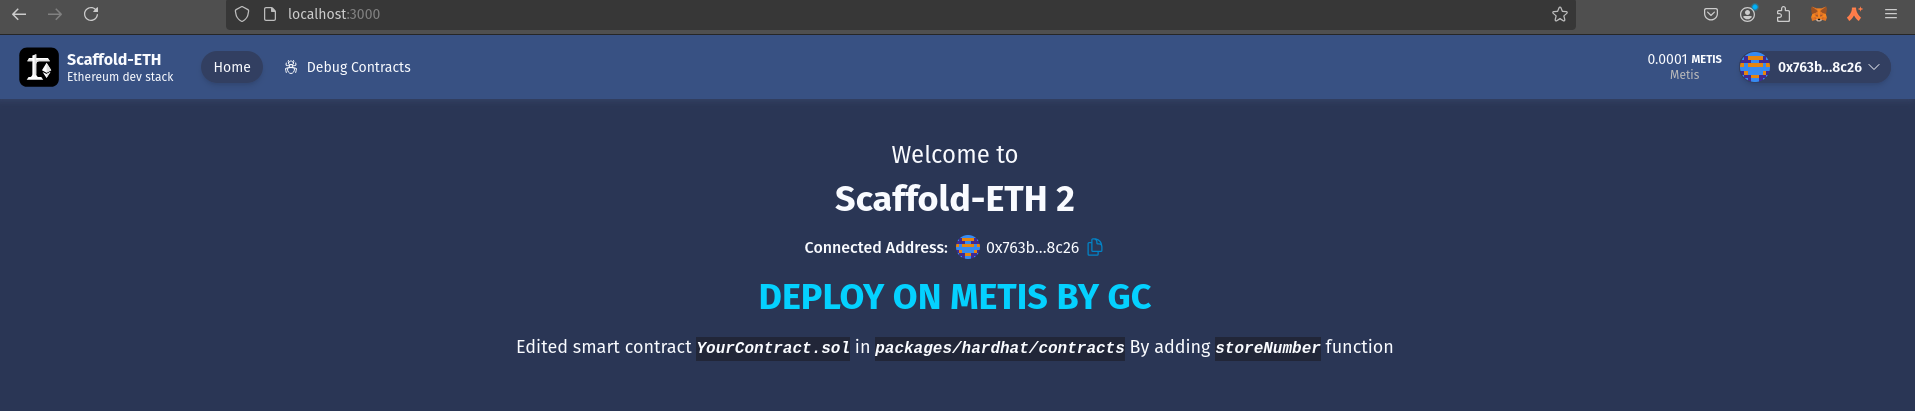 localhost:3000
Scaffold-ETH
Ethereum dev stack
Home
Debug Contracts
0.0001 METIS
Metis
0x763b...8c26
Welcome to
Scaffold-ETH 2
Connected Address: 0x763b...8c26
DEPLOY ON METIS BY GC
Edited smart contract YourContract.sol in packages/hardhat/contracts By adding storeNumber function